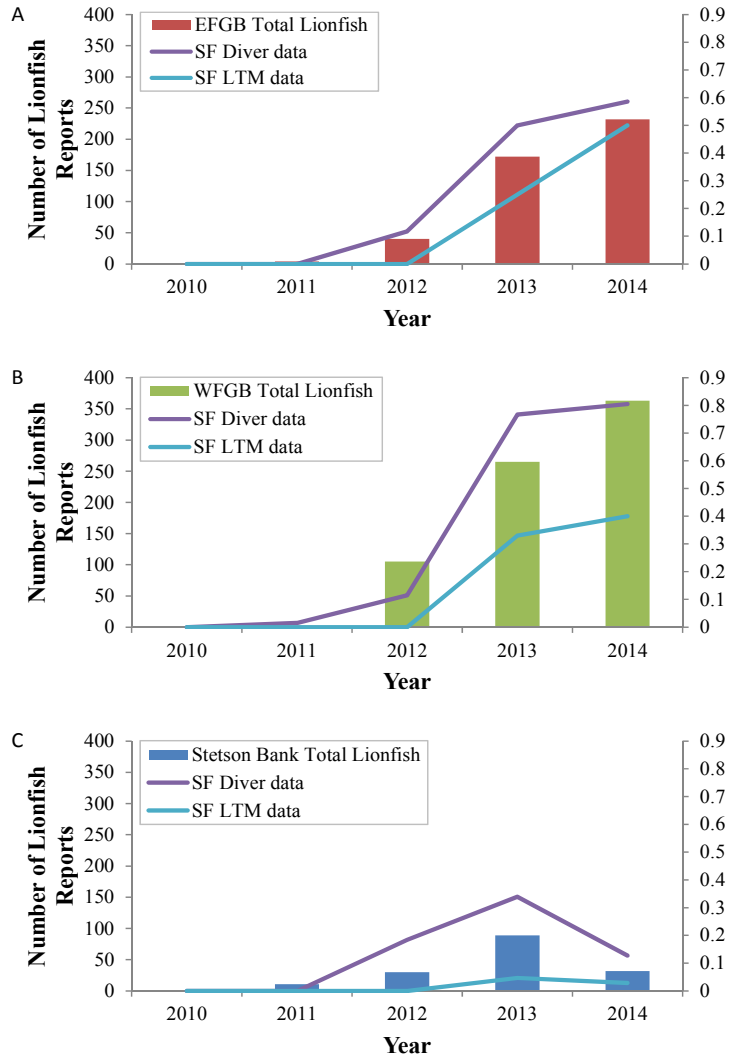 A
EFGB Total Lionfish
SF Diver data
SF LTM data
Number of Lionfish
Reports
400
350
300
250
200
150
100
50
0
0.9
0.8
0.7
0.6
0.5
0.4
0.3
0.2
0.1
0
2010 2011 2012 2013 2014
Year
B
WFGB Total Lionfish
SF Diver data
SF LTM data
Number of Lionfish
Reports
400
350
300
250
200
150
100
50
0
0.9
0.8
0.7
0.6
0.5
0.4
0.3
0.2
0.1
0
2010 2011 2012 2013 2014
Year
C
Stetson Bank Total Lionfish
SF Diver data
SF LTM data
Number of Lionfish
Reports
400
350
300
250
200
150
100
50
0
0.9
0.8
0.7
0.6
0.5
0.4
0.3
0.2
0.1
0
2010 2011 2012 2013 2014
Year